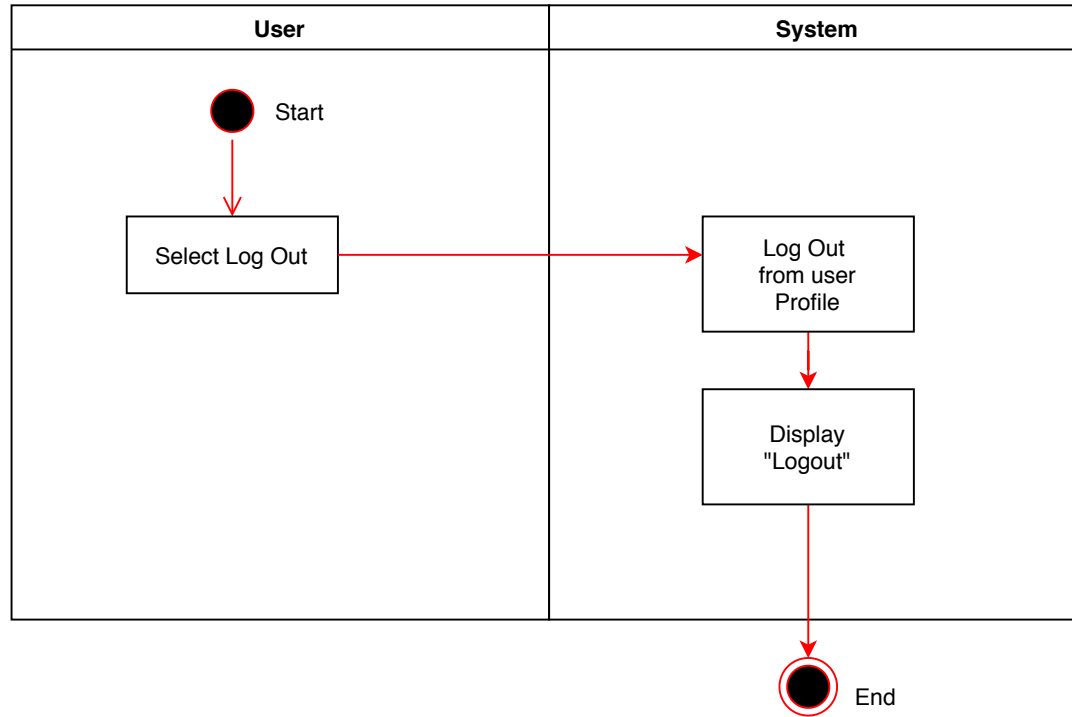 User
System
Start
Select Log Out
Log Out
from user
Profile
Display
"Logout"
End